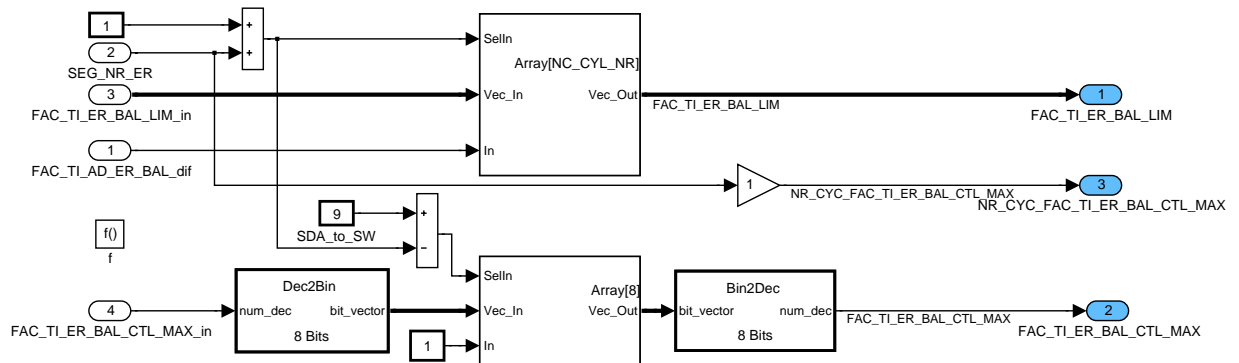 1
+
+
2
SEG_NR_ER
3
FAC_TI_ER_BAL_LIM_in
1
FAC_TI_AD_ER_BAL_dif
SelIn
Array[NC_CYL_NR]
Vec_In
Vec_Out
In
FAC_TI_ER_BAL_LIM
1
FAC_TI_ER_BAL_LIM
1
NR_CYC_FAC_TI_ER_BAL_CTL_MAX
3
NR_CYC_FAC_TI_ER_BAL_CTL_MAX
9
SDA_to_SW
+
−
f()
f
4
FAC_TI_ER_BAL_CTL_MAX_in
Dec2Bin
num_dec
bit_vector
8 Bits
1
SelIn
Array[8]
Vec_In
Vec_Out
In
Bin2Dec
bit_vector
num_dec
8 Bits
FAC_TI_ER_BAL_CTL_MAX
2
FAC_TI_ER_BAL_CTL_MAX